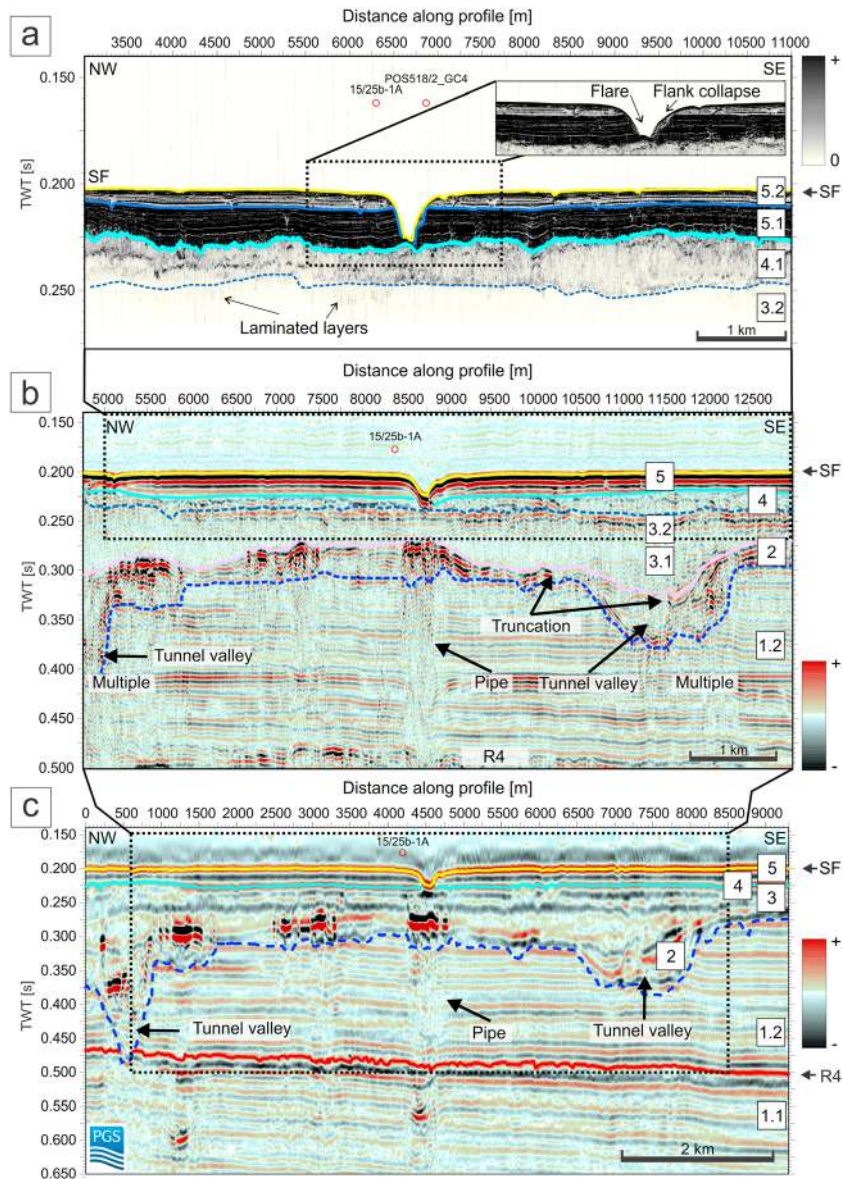 Distance along profile [m]
a
3500 4000 4500 5000 5500 6000 6500 7000 7500 8000 8500 9000 9500 10000 10500 11000
NW
SE
+
0.150
POS518/2_GC4
15/25b-1A
Flare
Flank collapse
0
TWT [s]
SF
0.200
5.2
SF
5.1
4.1
0.250
3.2
Laminated layers
1 km
Distance along profile [m]
b
5000 5500 6000 6500 7000 7500 8000 8500 9000 9500 10000 10500 11000 11500 12000 12500
0.150
NW
SE
15/25b-1A
0.200
5
SF
4
0.250
3.2
2
3.1
0.300
TWT [s]
0.350
Truncation
1.2
+
0.400
Tunnel valley
Pipe
Tunnel valley
Multiple
Multiple
0.450
R4
1 km
0.500
-
Distance along profile [m]
c
0 500 1000 1500 2000 2500 3000 3500 4000 4500 5000 5500 6000 6500 7000 7500 8000 8500 9000
0.150
NW
SE
15/25b-1A
0.200
5
SF
4
3
0.250
0.300
2
+
0.350
TWT [s]
0.400
Tunnel valley
Pipe
Tunnel valley
1.2
0.450
-
0.500
R4
0.550
1.1
0.600
PGS
2 km
0.650